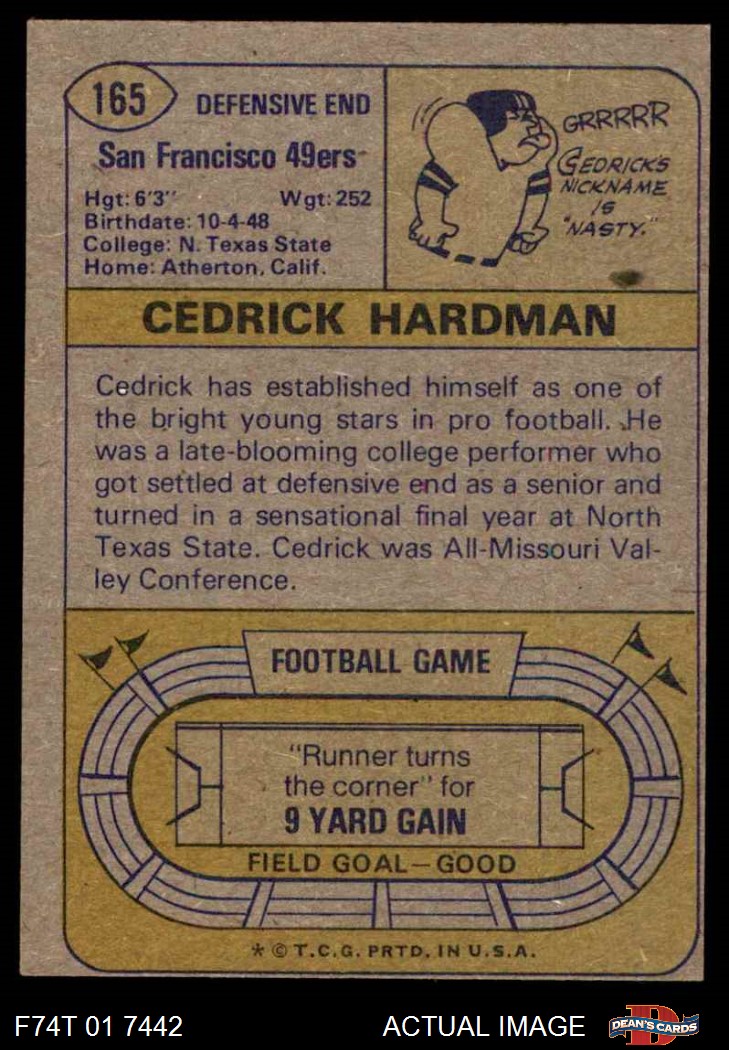 165
DEFENSIVE END
San Francisco 49ers
Hgt: 6'3" Wgt: 252
Birthdate: 10-4-48
College: N. Texas State
Home: Atherton, Calif.
GRRRRR
CEDRICK'S
NICKNAME
IS
"NASTY."
CEDRICK HARDMAN
Cedrick has established himself as one of
the bright young stars in pro football. He
was a late-blooming college performer who
got settled at defensive end as a senior and
turned in a sensational final year at North
Texas State. Cedrick was All-Missouri Val-
ley Conference.
FOOTBALL GAME
"Runner turns
the corner" for
9 YARD GAIN
FIELD GOAL—GOOD
* © T.C.G. PRTD. IN U.S.A.
F74T 01 7442 ACTUAL IMAGE
D
DEAN'S CARDS